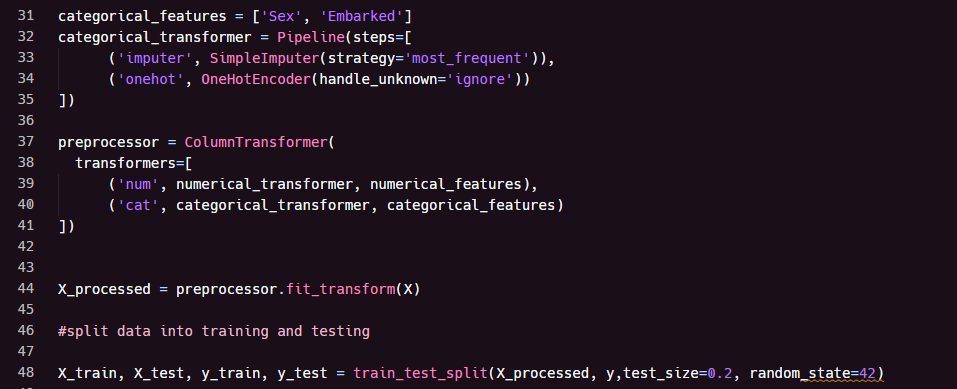 31 categorical_features = ['Sex', 'Embarked']
32 categorical_transformer = Pipeline(steps=[
33 ('imputer', SimpleImputer(strategy='most_frequent')),
34 ('onehot', OneHotEncoder(handle_unknown='ignore'))
35 ])
36
37 preprocessor = ColumnTransformer(
38 transformers=[
39 ('num', numerical_transformer, numerical_features),
40 ('cat', categorical_transformer, categorical_features)
41 ])
42
43
44 X_processed = preprocessor.fit_transform(X)
45
46 #split data into training and testing
47
48 X_train, X_test, y_train, y_test = train_test_split(X_processed, y,test_size=0.2, random_state=42)